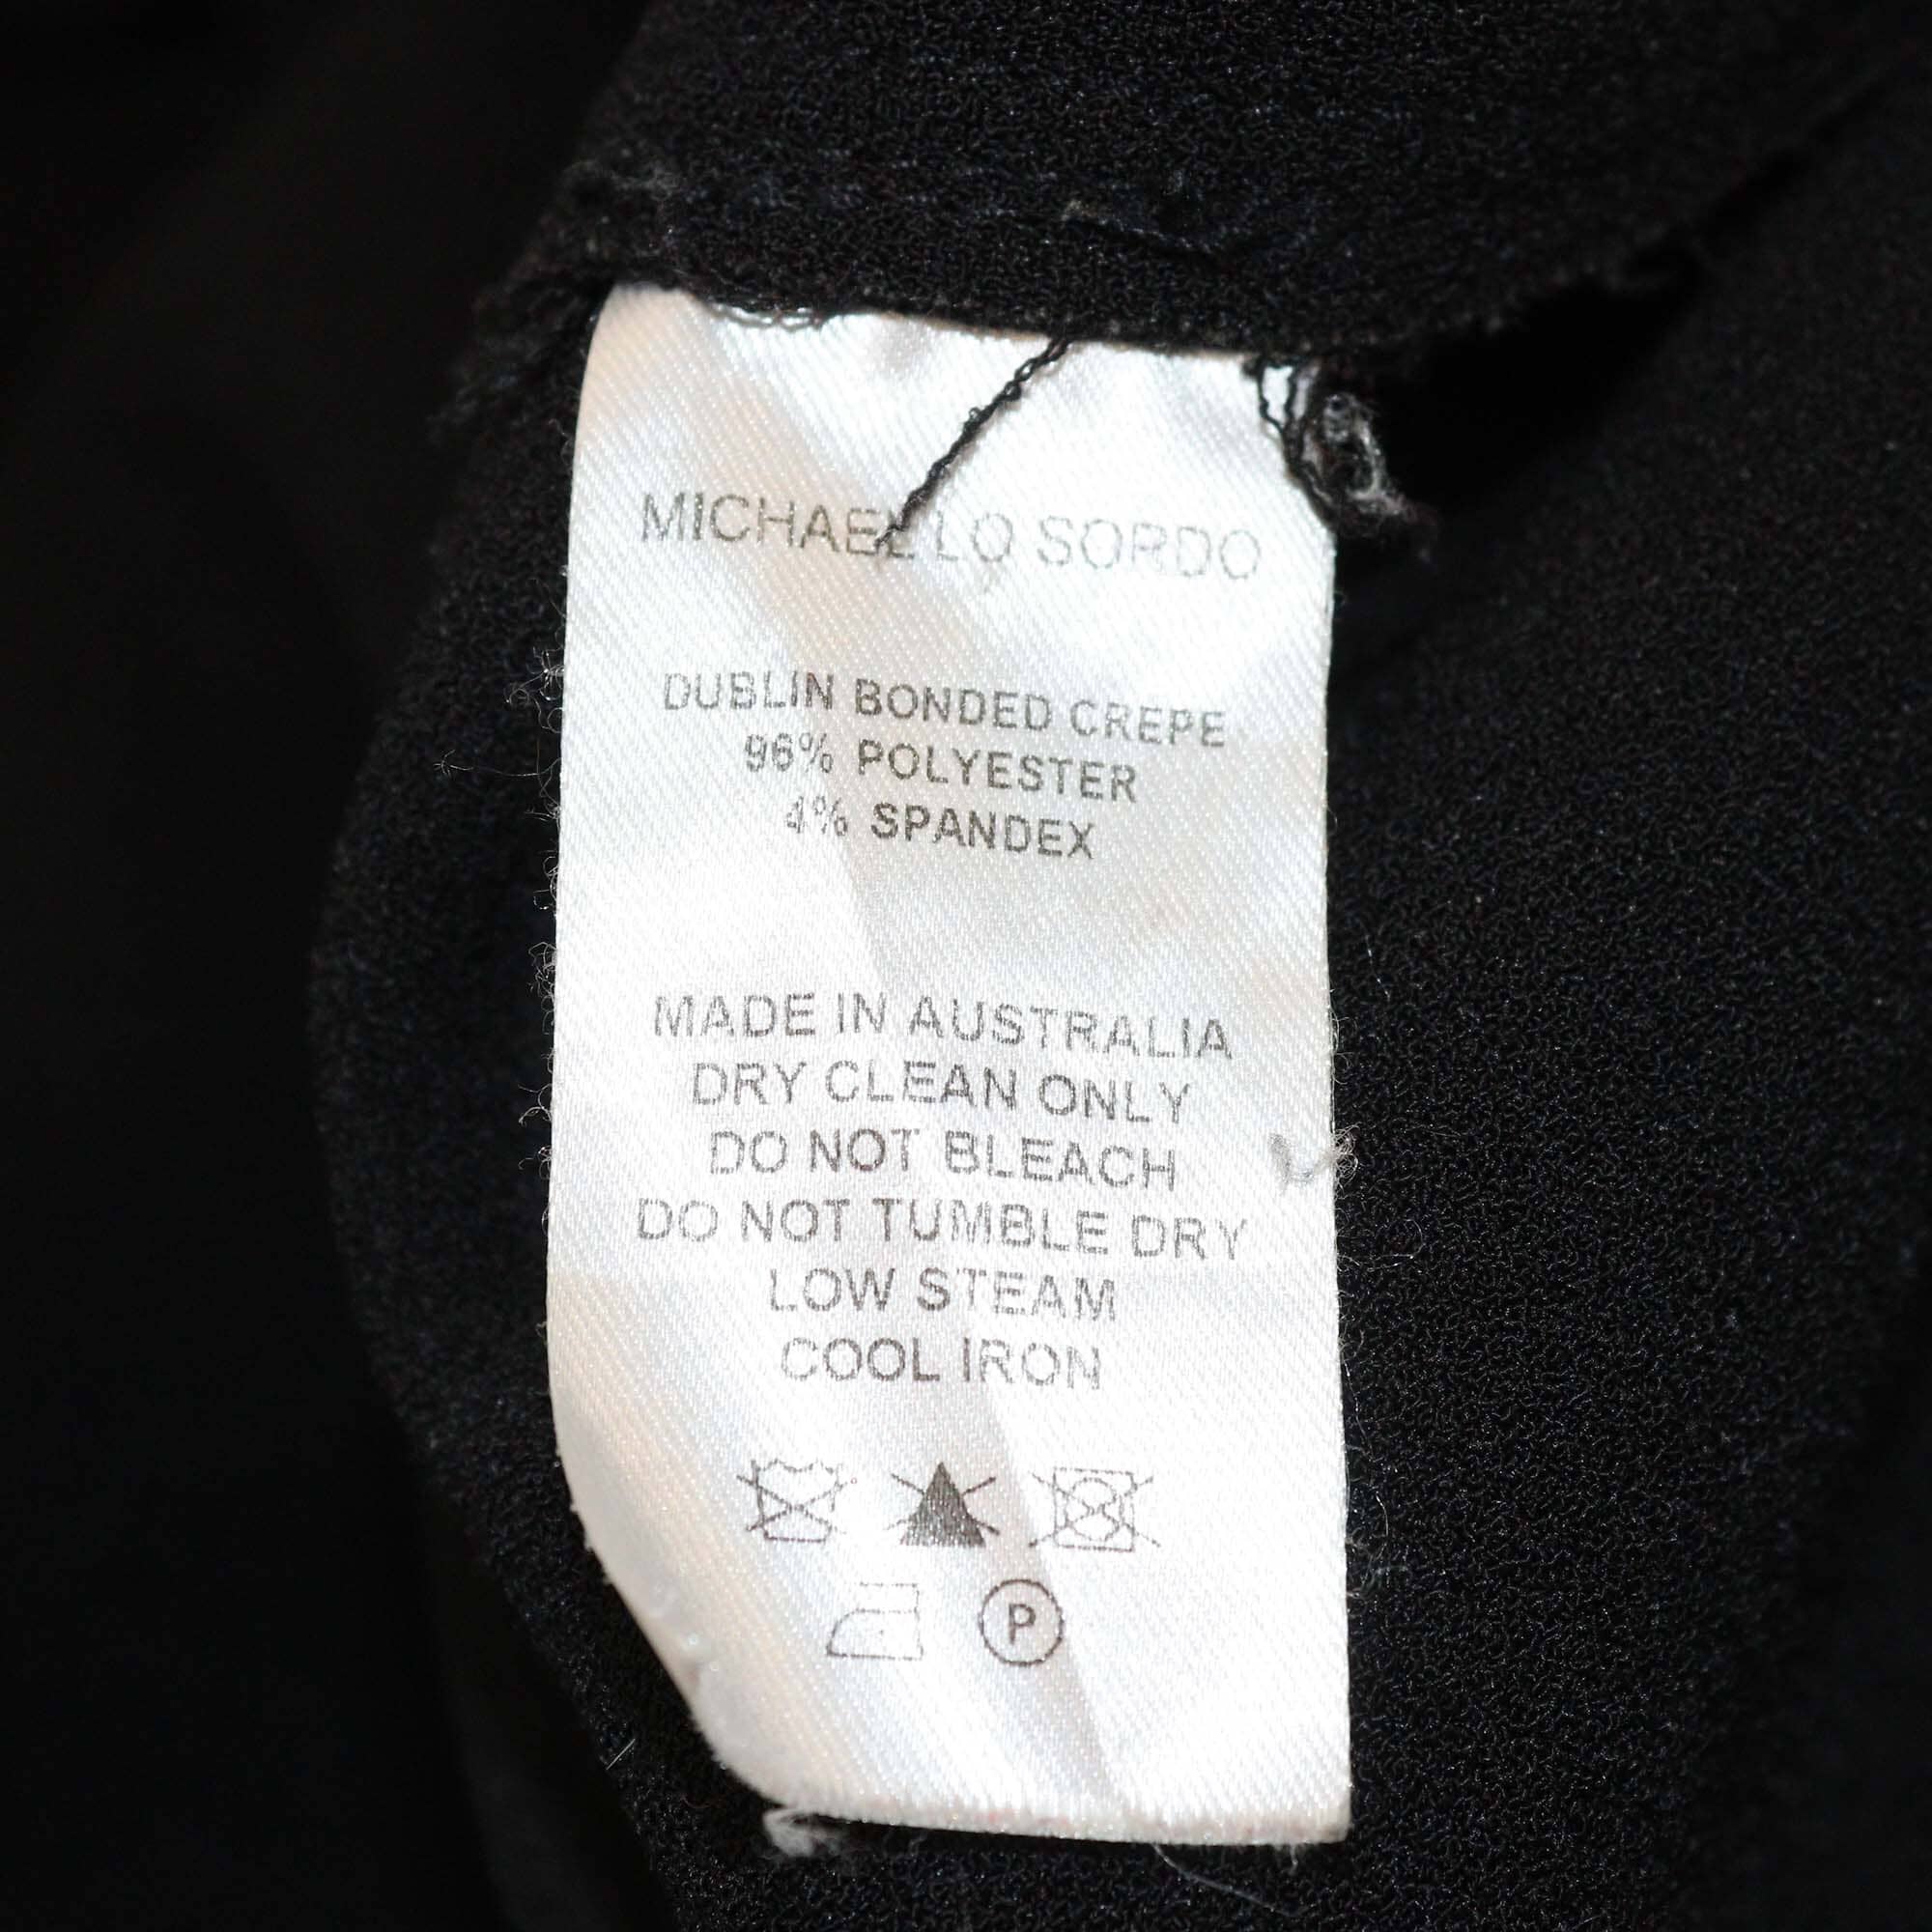 MICHAEL LO SORDO
DUBLIN BONDED CREPE
96% POLYESTER
4% SPANDEX
MADE IN AUSTRALIA
DRY CLEAN ONLY
DO NOT BLEACH
DO NOT TUMBLE DRY
LOW STEAM
COOL IRON
P